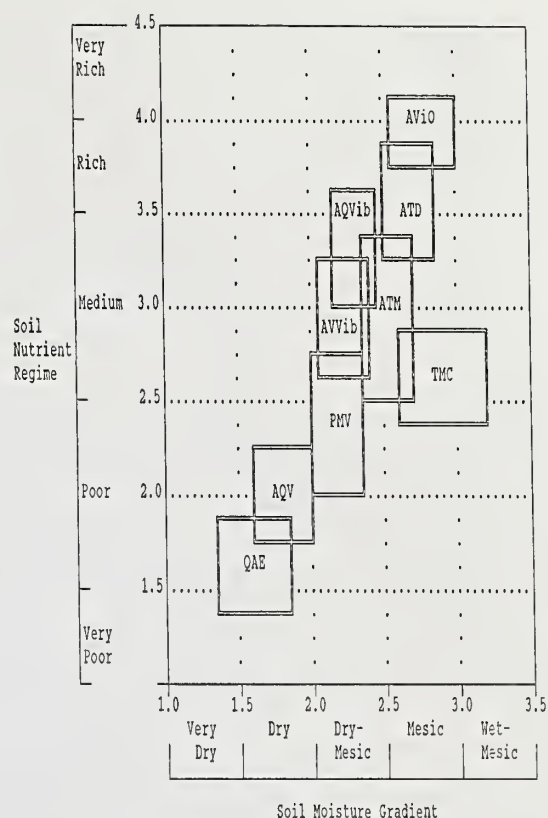 Very
Rich
4.5
4.0
AViO
Rich
3.5
AQVib
ATD
Medium
3.0
ATM
Soil
Nutrient
Regime
AVVib
TMC
2.5
PMV
Poor
2.0
AQV
QAE
1.5
Very
Poor
1.0 1.5 2.0 2.5 3.0 3.5
Very
Dry
Dry
Dry-
Mesic
Mesic
Wet-
Mesic
Soil Moisture Gradient